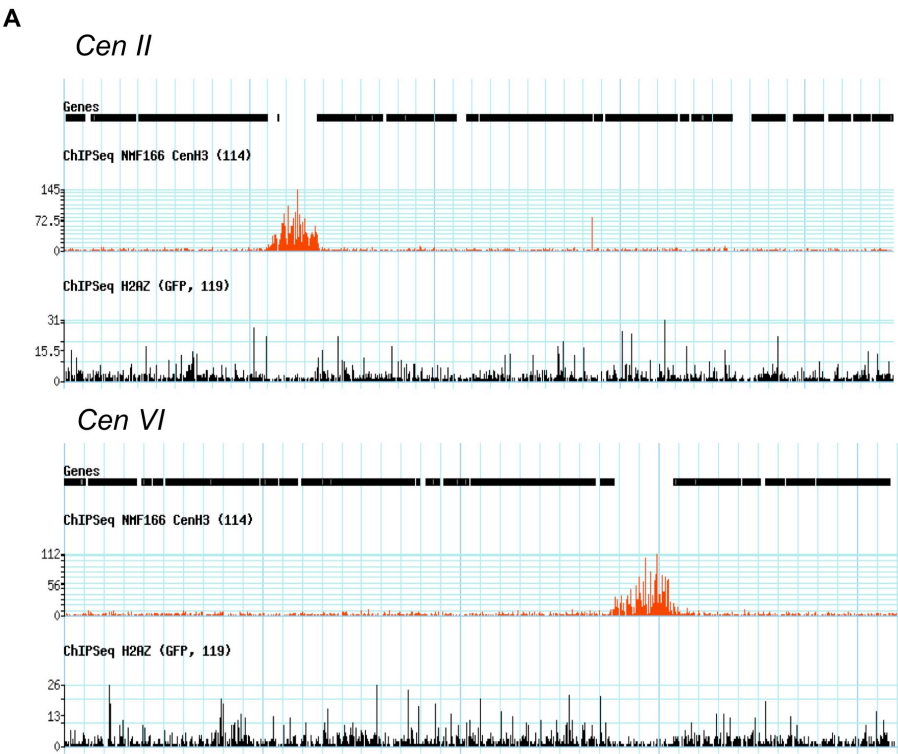 A
Cen II
Genes
ChIPSeq NMF166 CenH3 (114)
145
72.5
0
ChIPSeq H2AZ (GFP, 119)
31
15.5
0
Cen VI
Genes
ChIPSeq NMF166 CenH3 (114)
112
56
0
ChIPSeq H2AZ (GFP, 119)
26
13
0